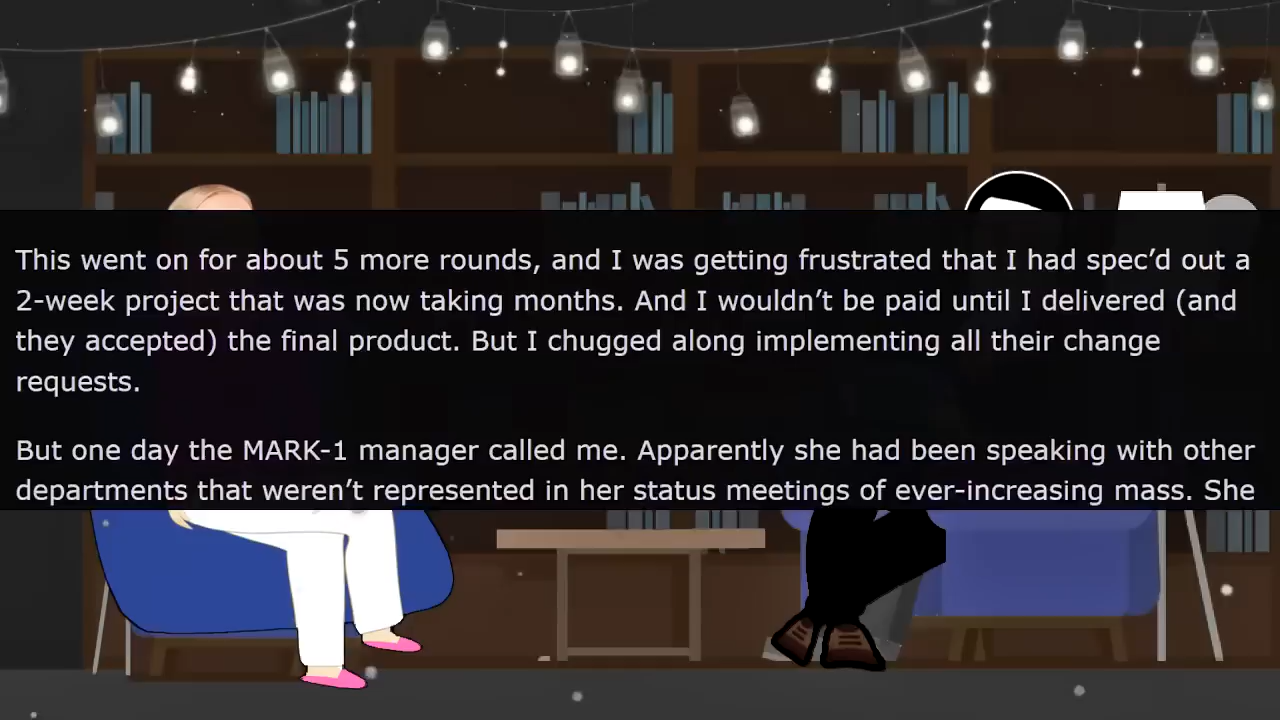 This went on for about 5 more rounds, and I was getting frustrated that I had spec’d out a
2-week project that was now taking months. And I wouldn’t be paid until I delivered (and
they accepted) the final product. But I chugged along implementing all their change
requests.
But one day the MARK-1 manager called me. Apparently she had been speaking with other
departments that weren’t represented in her status meetings of ever-increasing mass. She